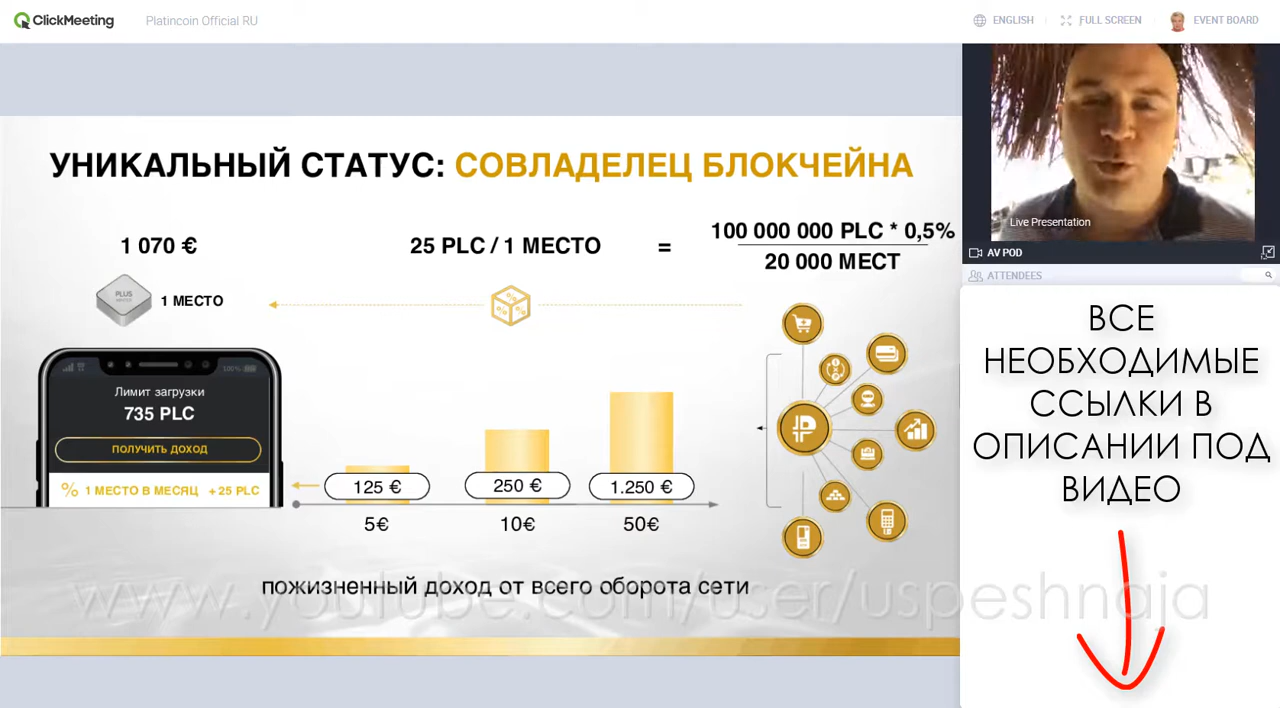 ClickMeeting
Platincoin Official RU
ENGLISH
FULL SCREEN
EVENT BOARD
УНИКАЛЬНЫЙ СТАТУС: СОВЛАДЕЛЕЦ БЛОКЧЕЙНА
1 070 €
25 PLC / 1 МЕСТО
=
100 000 000 PLC * 0,5%
20 000 МЕСТ
PLUS
1 МЕСТО
Лимит загрузки
735 PLC
ПОЛУЧИТЬ ДОХОД
% 1 МЕСТО В МЕСЯЦ + 25 PLC
100%
125 €
250 €
1.250 €
5€
10€
50€
пожизненный доход от всего оборота сети
www.youtube.com/user/uspeshnaja
Live Presentation
AV POD
ATTENDEES
ВСЕ
НЕОБХОДИМЫЕ
ССЫЛКИ В
ОПИСАНИИ ПОД
ВИДЕО